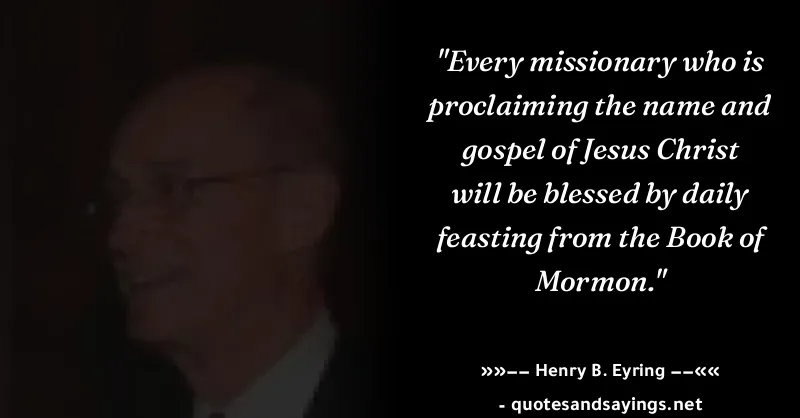 "Every missionary who is
proclaiming the name and
gospel of Jesus Christ
will be blessed by daily
feasting from the Book of
Mormon."
»»—— Henry B. Eyring ——««
- quotesandsayings.net